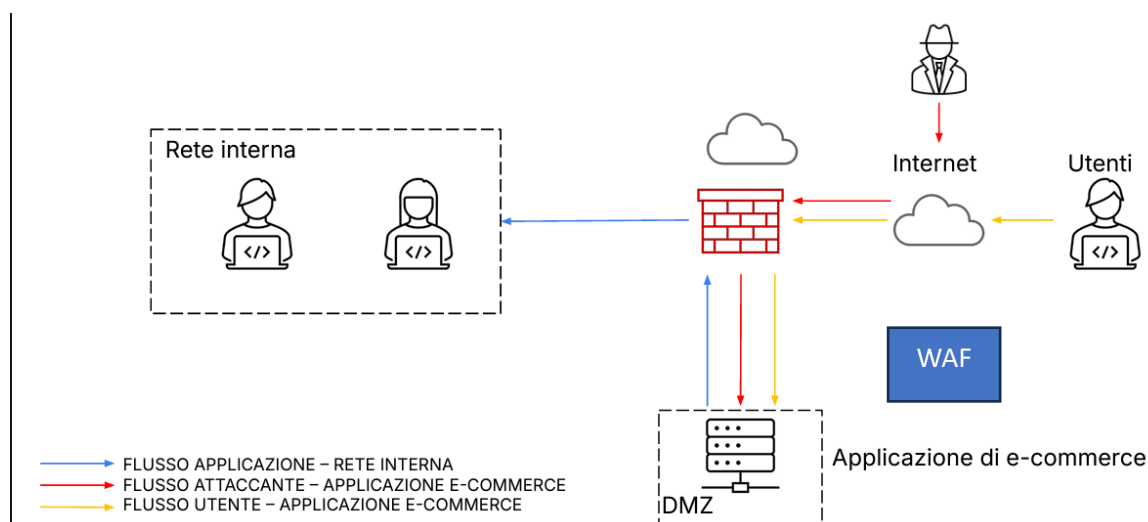 Rete interna
</>
</>
Internet
Utenti
</>
WAF
Applicazione di e-commerce
DMZ
FLUSSO APPLICAZIONE – RETE INTERNA
FLUSSO ATTACCANTE – APPLICAZIONE E-COMMERCE
FLUSSO UTENTE – APPLICAZIONE E-COMMERCE